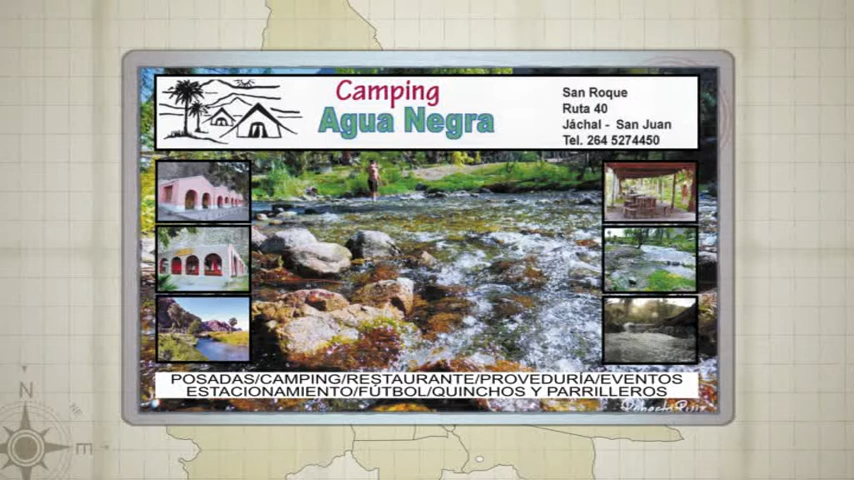 Camping
Agua Negra
San Roque
Ruta 40
Jáchal - San Juan
Tel. 264 5274450
POSADAS/CAMPING/RESTAURANTE/PROVEDURÍA/EVENTOS
ESTACIONAMIENTO/FÚTBOL/QUINCHOS Y PARRILLEROS
N
E